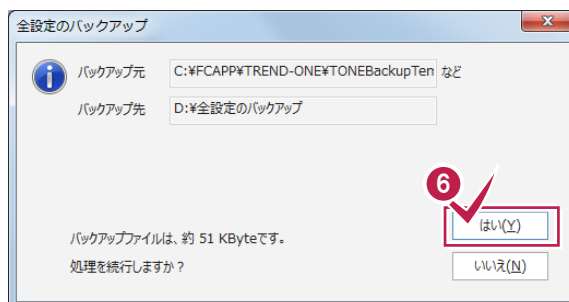 全設定のバックアップ
バックアップ元 C:¥FCAPP¥TREND-ONE¥TONEBackupTen など
バックアップ先 D:¥全設定のバックアップ
6
はい(Y)
バックアップファイルは、約 51 KByteです。
処理を続行しますか？
いいえ(N)